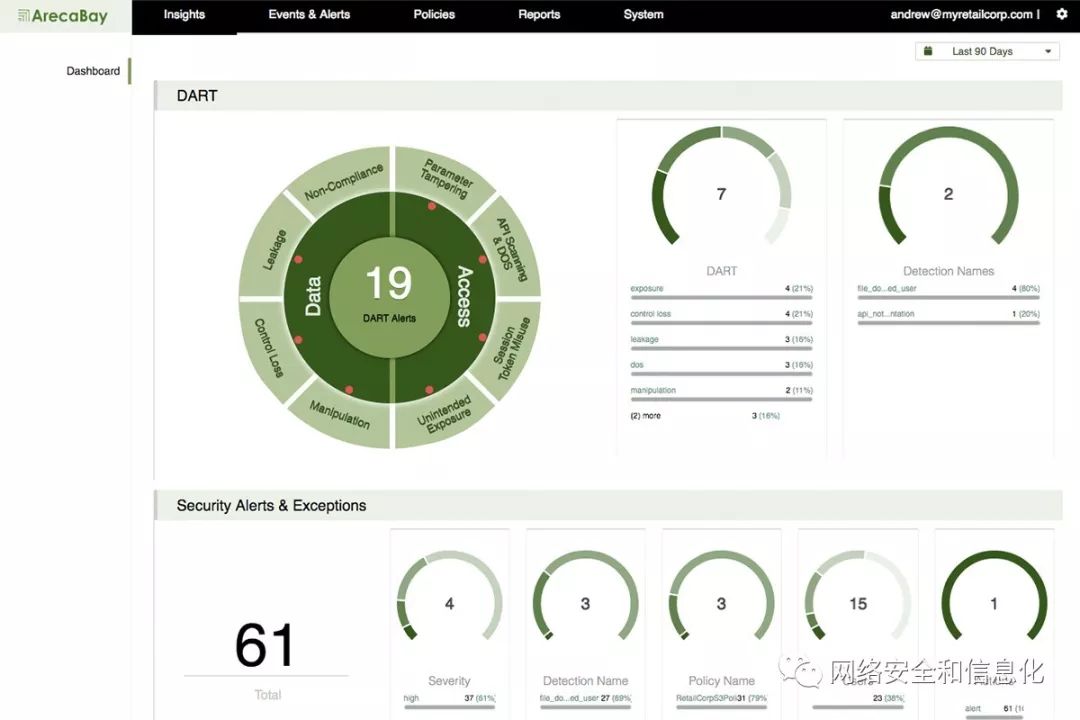 ArecaBay
Insights
Events & Alerts
Policies
Reports
System
andrew@myretailcorp.com |
Last 90 Days
Dashboard
DART
Non-Compliance
Parameter
Tampering
Leakage
API Scanning
& DOS
Data
19
DART Alerts
Access
Control Loss
Session
Token Misuse
Manipulation
Unintended
Exposure
7
DART
exposure 4 (21%)
control loss 4 (21%)
leakage 3 (16%)
dos 3 (16%)
manipulation 2 (11%)
(2) more 3 (16%)
2
Detection Names
file_do...ed_user 4 (80%)
api_not...ntation 1 (20%)
Security Alerts & Exceptions
61
Total
4
Severity
high 37 (61%)
3
Detection Name
file_do...ed_user 27 (69%)
3
Policy Name
RetailCorpS3Poli 31 (79%)
15
23 (38%)
1
alert 61 (10
网络安全和信息化